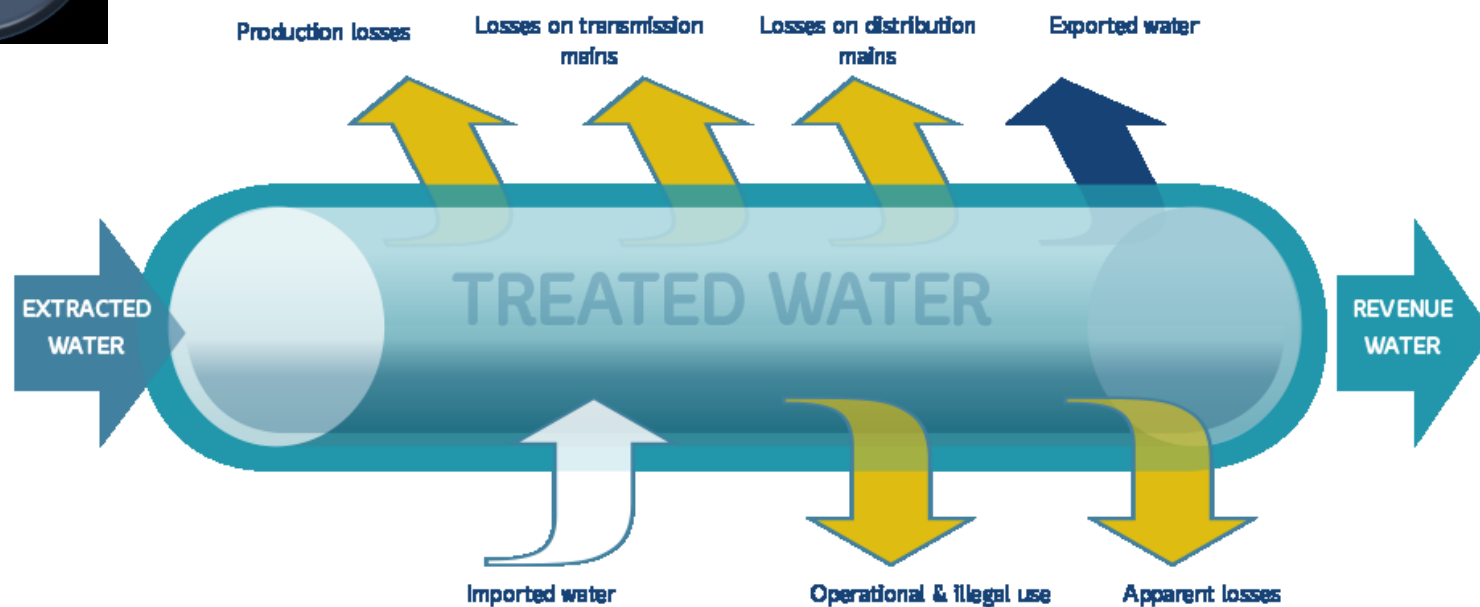 Production losses
Losses on transmission
mains
Losses on distribution
mains
Exported water
EXTRACTED
WATER
TREATED WATER
REVENUE
WATER
Imported water
Operational & illegal use
Apparent losses